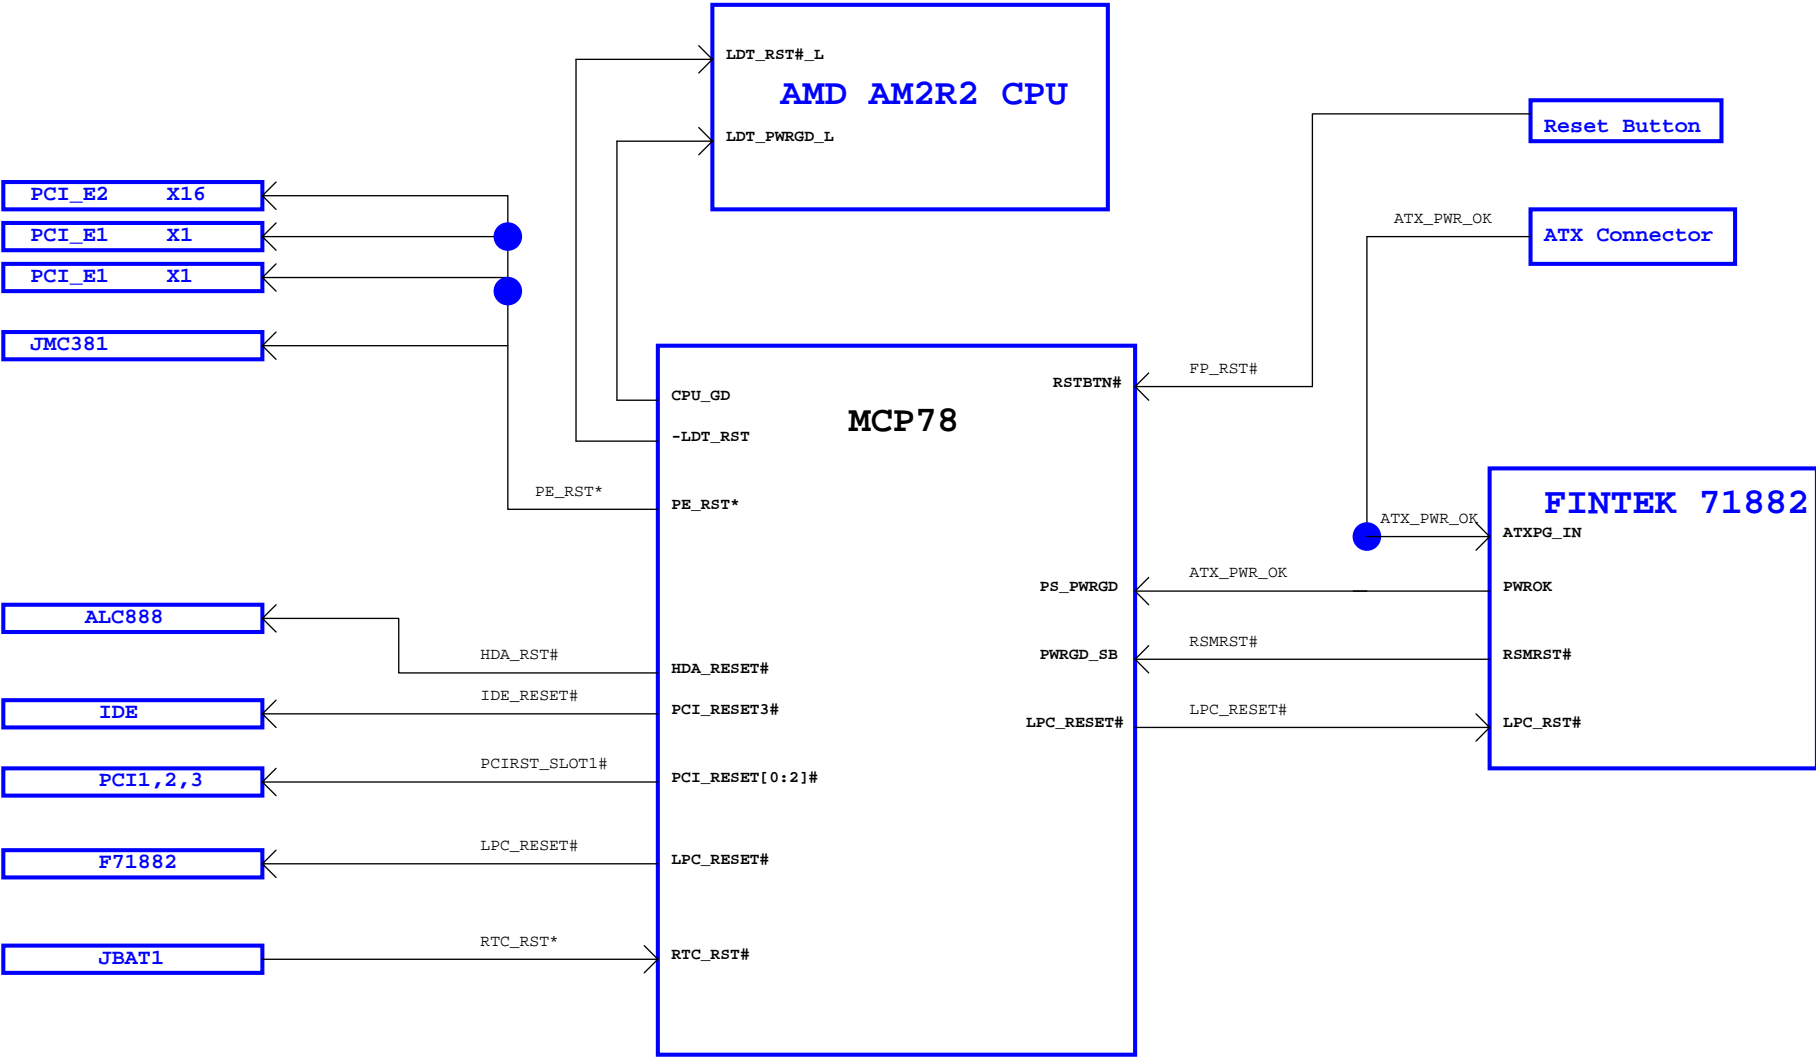 LDT_RST#_L
AMD AM2R2 CPU
LDT_PWRGD_L
Reset Button
ATX_PWR_OK
ATX Connector
PCI_E2 X16
PCI_E1 X1
PCI_E1 X1
JMC381
FP_RST#
RSTBTN#
CPU_GD
MCP78
-LDT_RST
PE_RST*
PE_RST*
FINTEK 71882
ATX_PWR_OK
ATXPG_IN
PS_PWRGD
ATX_PWR_OK
PWROK
ALC888
HDA_RST#
HDA_RESET#
PWRGD_SB
RSMRST#
RSMRST#
IDE
IDE_RESET#
PCI_RESET3#
LPC_RESET#
LPC_RESET#
LPC_RST#
PCI1,2,3
PCIRST_SLOT1#
PCI_RESET[0:2]#
F71882
LPC_RESET#
LPC_RESET#
JBAT1
RTC_RST*
RTC_RST#